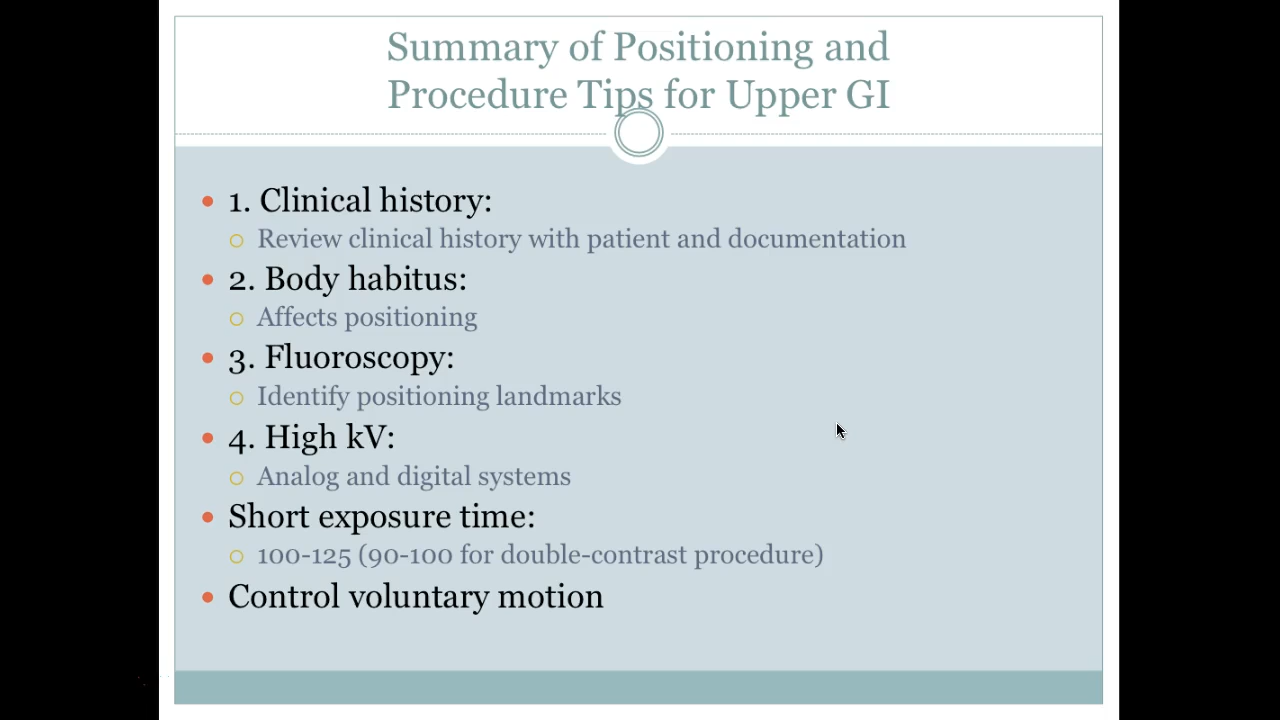 Summary of Positioning and
Procedure Tips for Upper GI
1. Clinical history:
Review clinical history with patient and documentation
2. Body habitus:
Affects positioning
3. Fluoroscopy:
Identify positioning landmarks
4. High kV:
Analog and digital systems
Short exposure time:
100-125 (90-100 for double-contrast procedure)
Control voluntary motion